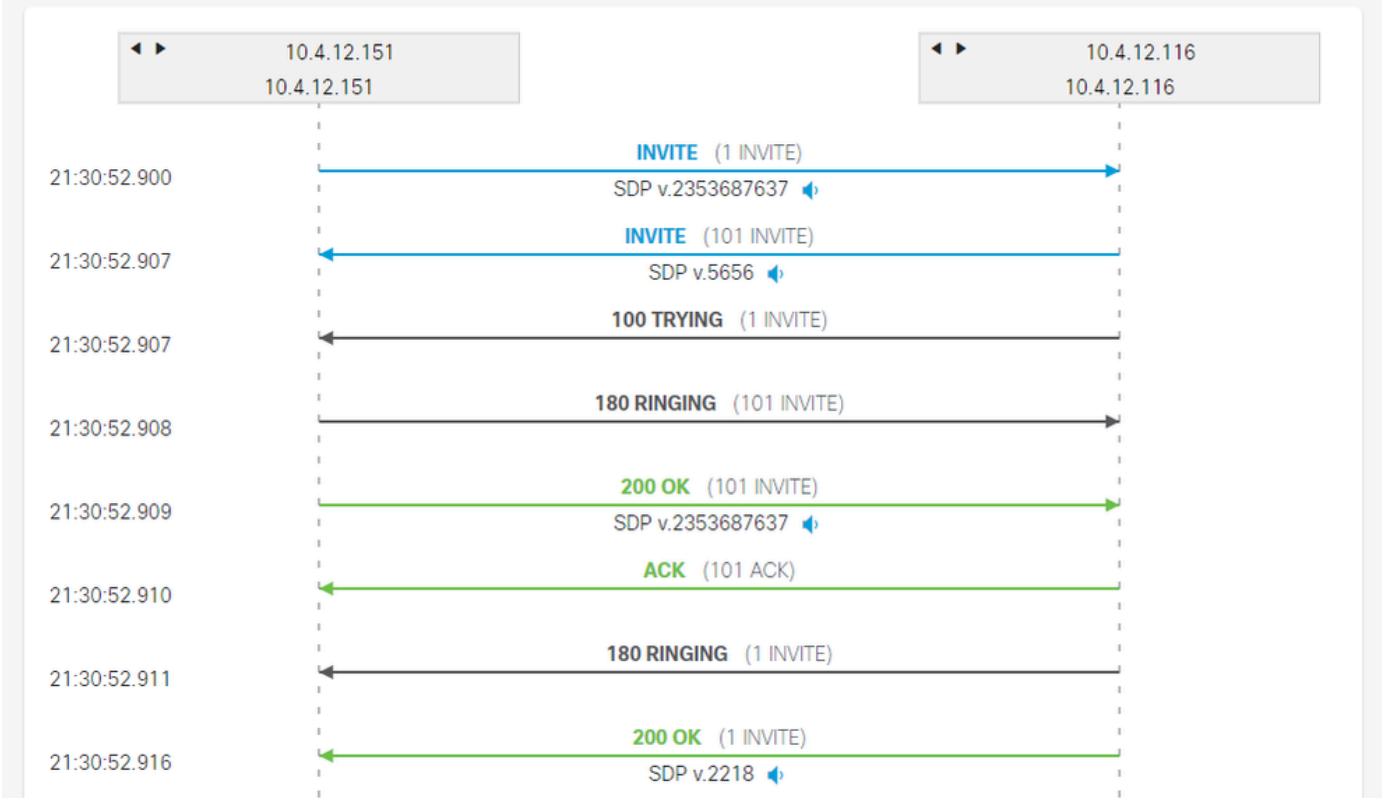 ◀ ▶ 10.4.12.151
10.4.12.151
◀ ▶ 10.4.12.116
10.4.12.116
INVITE (1 INVITE)
21:30:52.900
SDP v.2353687637
INVITE (101 INVITE)
21:30:52.907
SDP v.5656
100 TRYING (1 INVITE)
21:30:52.907
180 RINGING (101 INVITE)
21:30:52.908
200 OK (101 INVITE)
21:30:52.909
SDP v.2353687637
ACK (101 ACK)
21:30:52.910
180 RINGING (1 INVITE)
21:30:52.911
200 OK (1 INVITE)
21:30:52.916
SDP v.2218